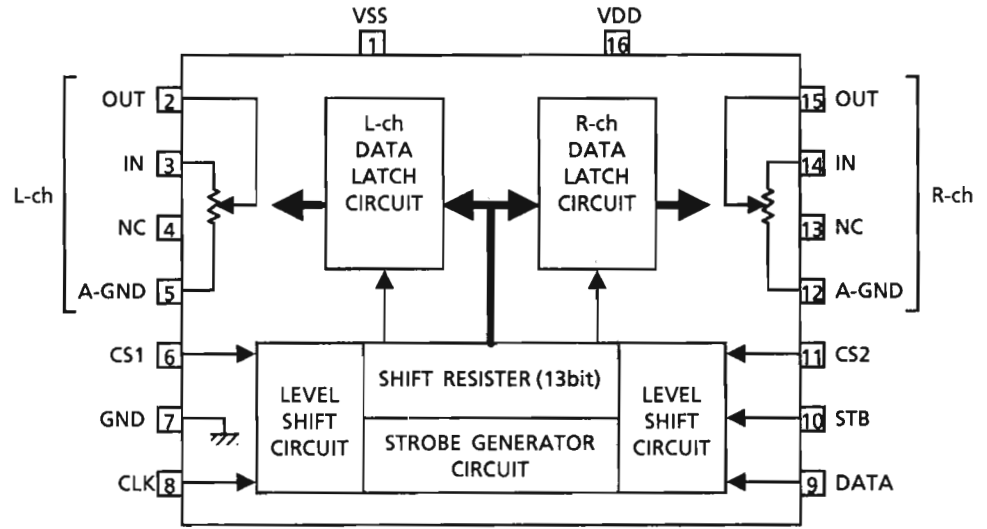 VSS
VDD
1
16
OUT 2
15 OUT
L-ch
DATA
LATCH
CIRCUIT
R-ch
DATA
LATCH
CIRCUIT
IN 3
14 IN
L-ch
R-ch
NC 4
13 NC
A-GND 5
12 A-GND
CS1 6
11 CS2
SHIFT RESISTER (13bit)
LEVEL
SHIFT
CIRCUIT
LEVEL
SHIFT
CIRCUIT
GND 7
10 STB
STROBE GENERATOR
CIRCUIT
CLK 8
9 DATA